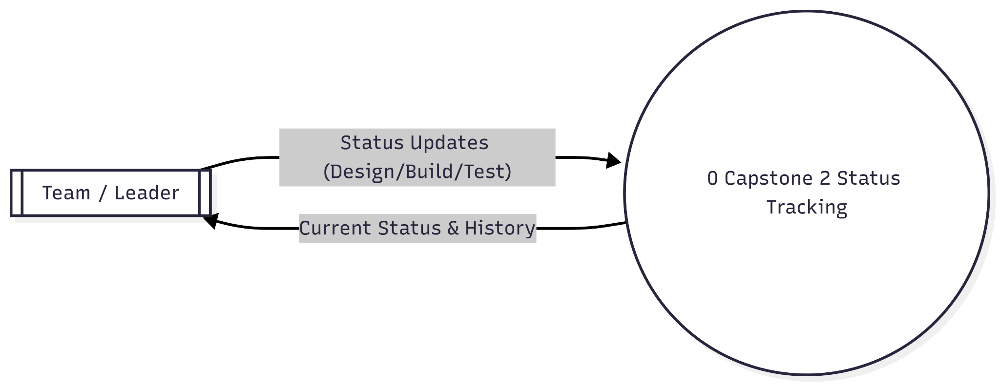 Status Updates
(Design/Build/Test)
Team / Leader
0 Capstone 2 Status
Tracking
Current Status & History